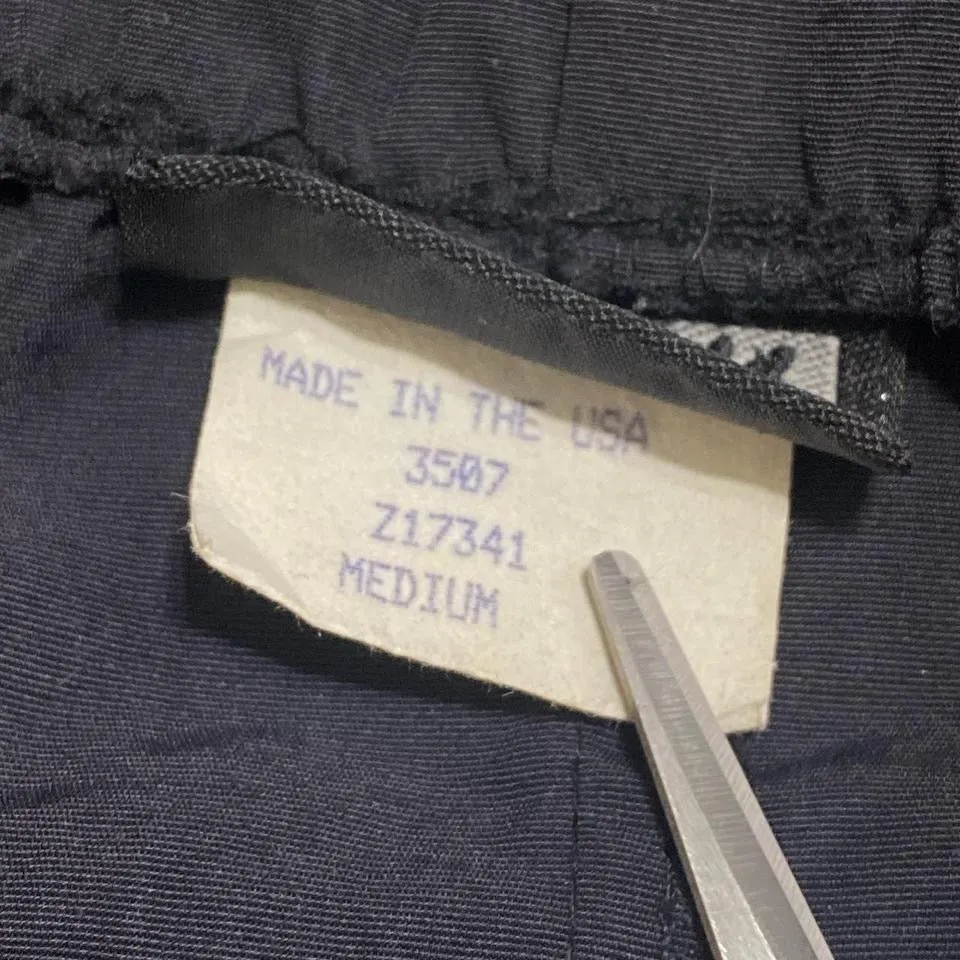 MADE IN THE USA
3507
Z17341
MEDIUM